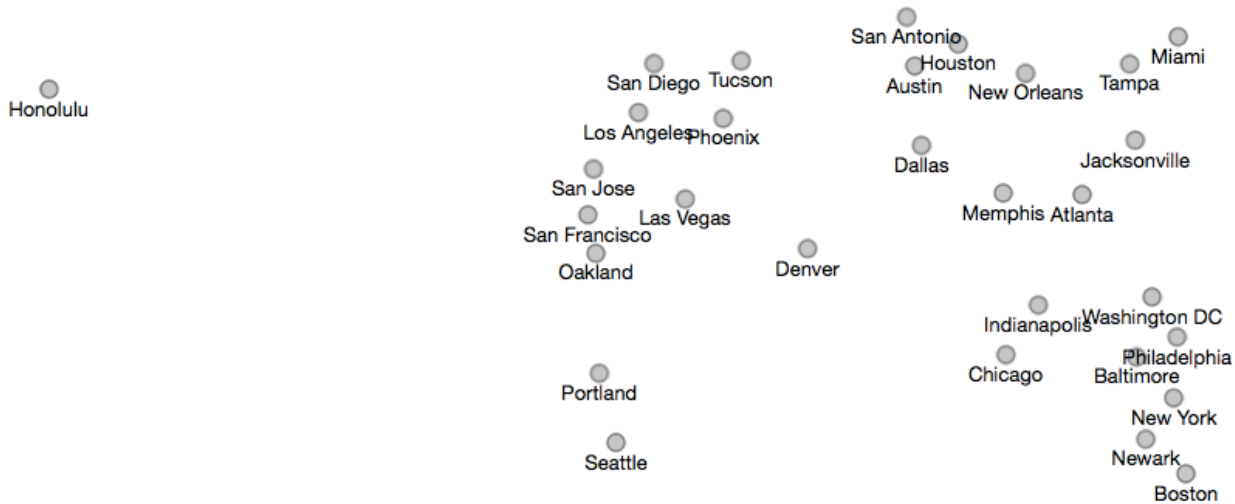 San Antonio
Houston
Miami
San Diego
Tucson
Austin
New Orleans
Tampa
Honolulu
Los Angeles
Phoenix
Dallas
Jacksonville
San Jose
Las Vegas
Memphis
Atlanta
San Francisco
Oakland
Denver
Indianapolis
Washington DC
Philadelphia
Chicago
Baltimore
Portland
New York
Newark
Seattle
Boston